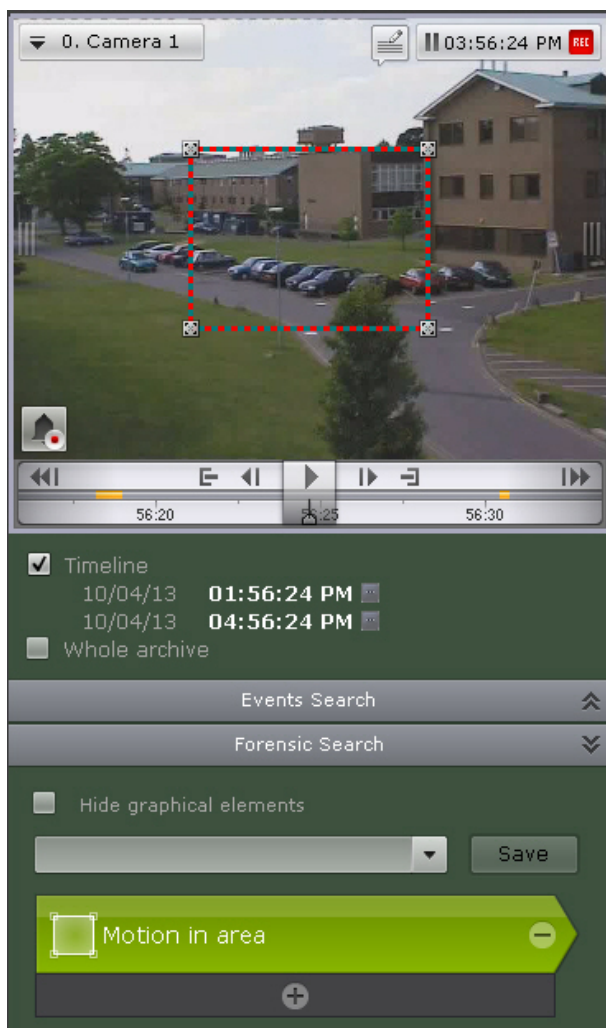 0. Camera 1
03:56:24 PM REC
56:20 56:25 56:30
Timeline
10/04/13 01:56:24 PM
10/04/13 04:56:24 PM
Whole archive
Events Search
Forensic Search
Hide graphical elements
Save
Motion in area